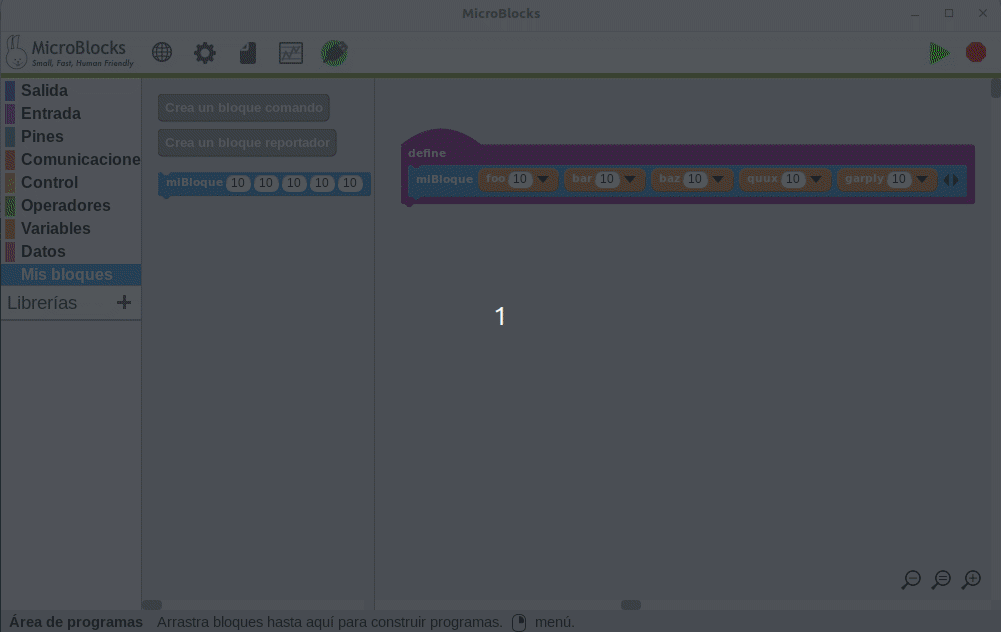 MicroBlocks
MicroBlocks
Small, Fast, Human Friendly
Salida
Entrada
Pines
Comunicacione
Control
Operadores
Variables
Datos
Mis bloques
Librerías +
Crea un bloque comando
Crea un bloque reportador
miBloque 10 10 10 10 10
define
miBloque foo 10 bar 10 baz 10 quux 10 garply 10
1
Área de programas Arrastra bloques hasta aquí para construir programas. menú.